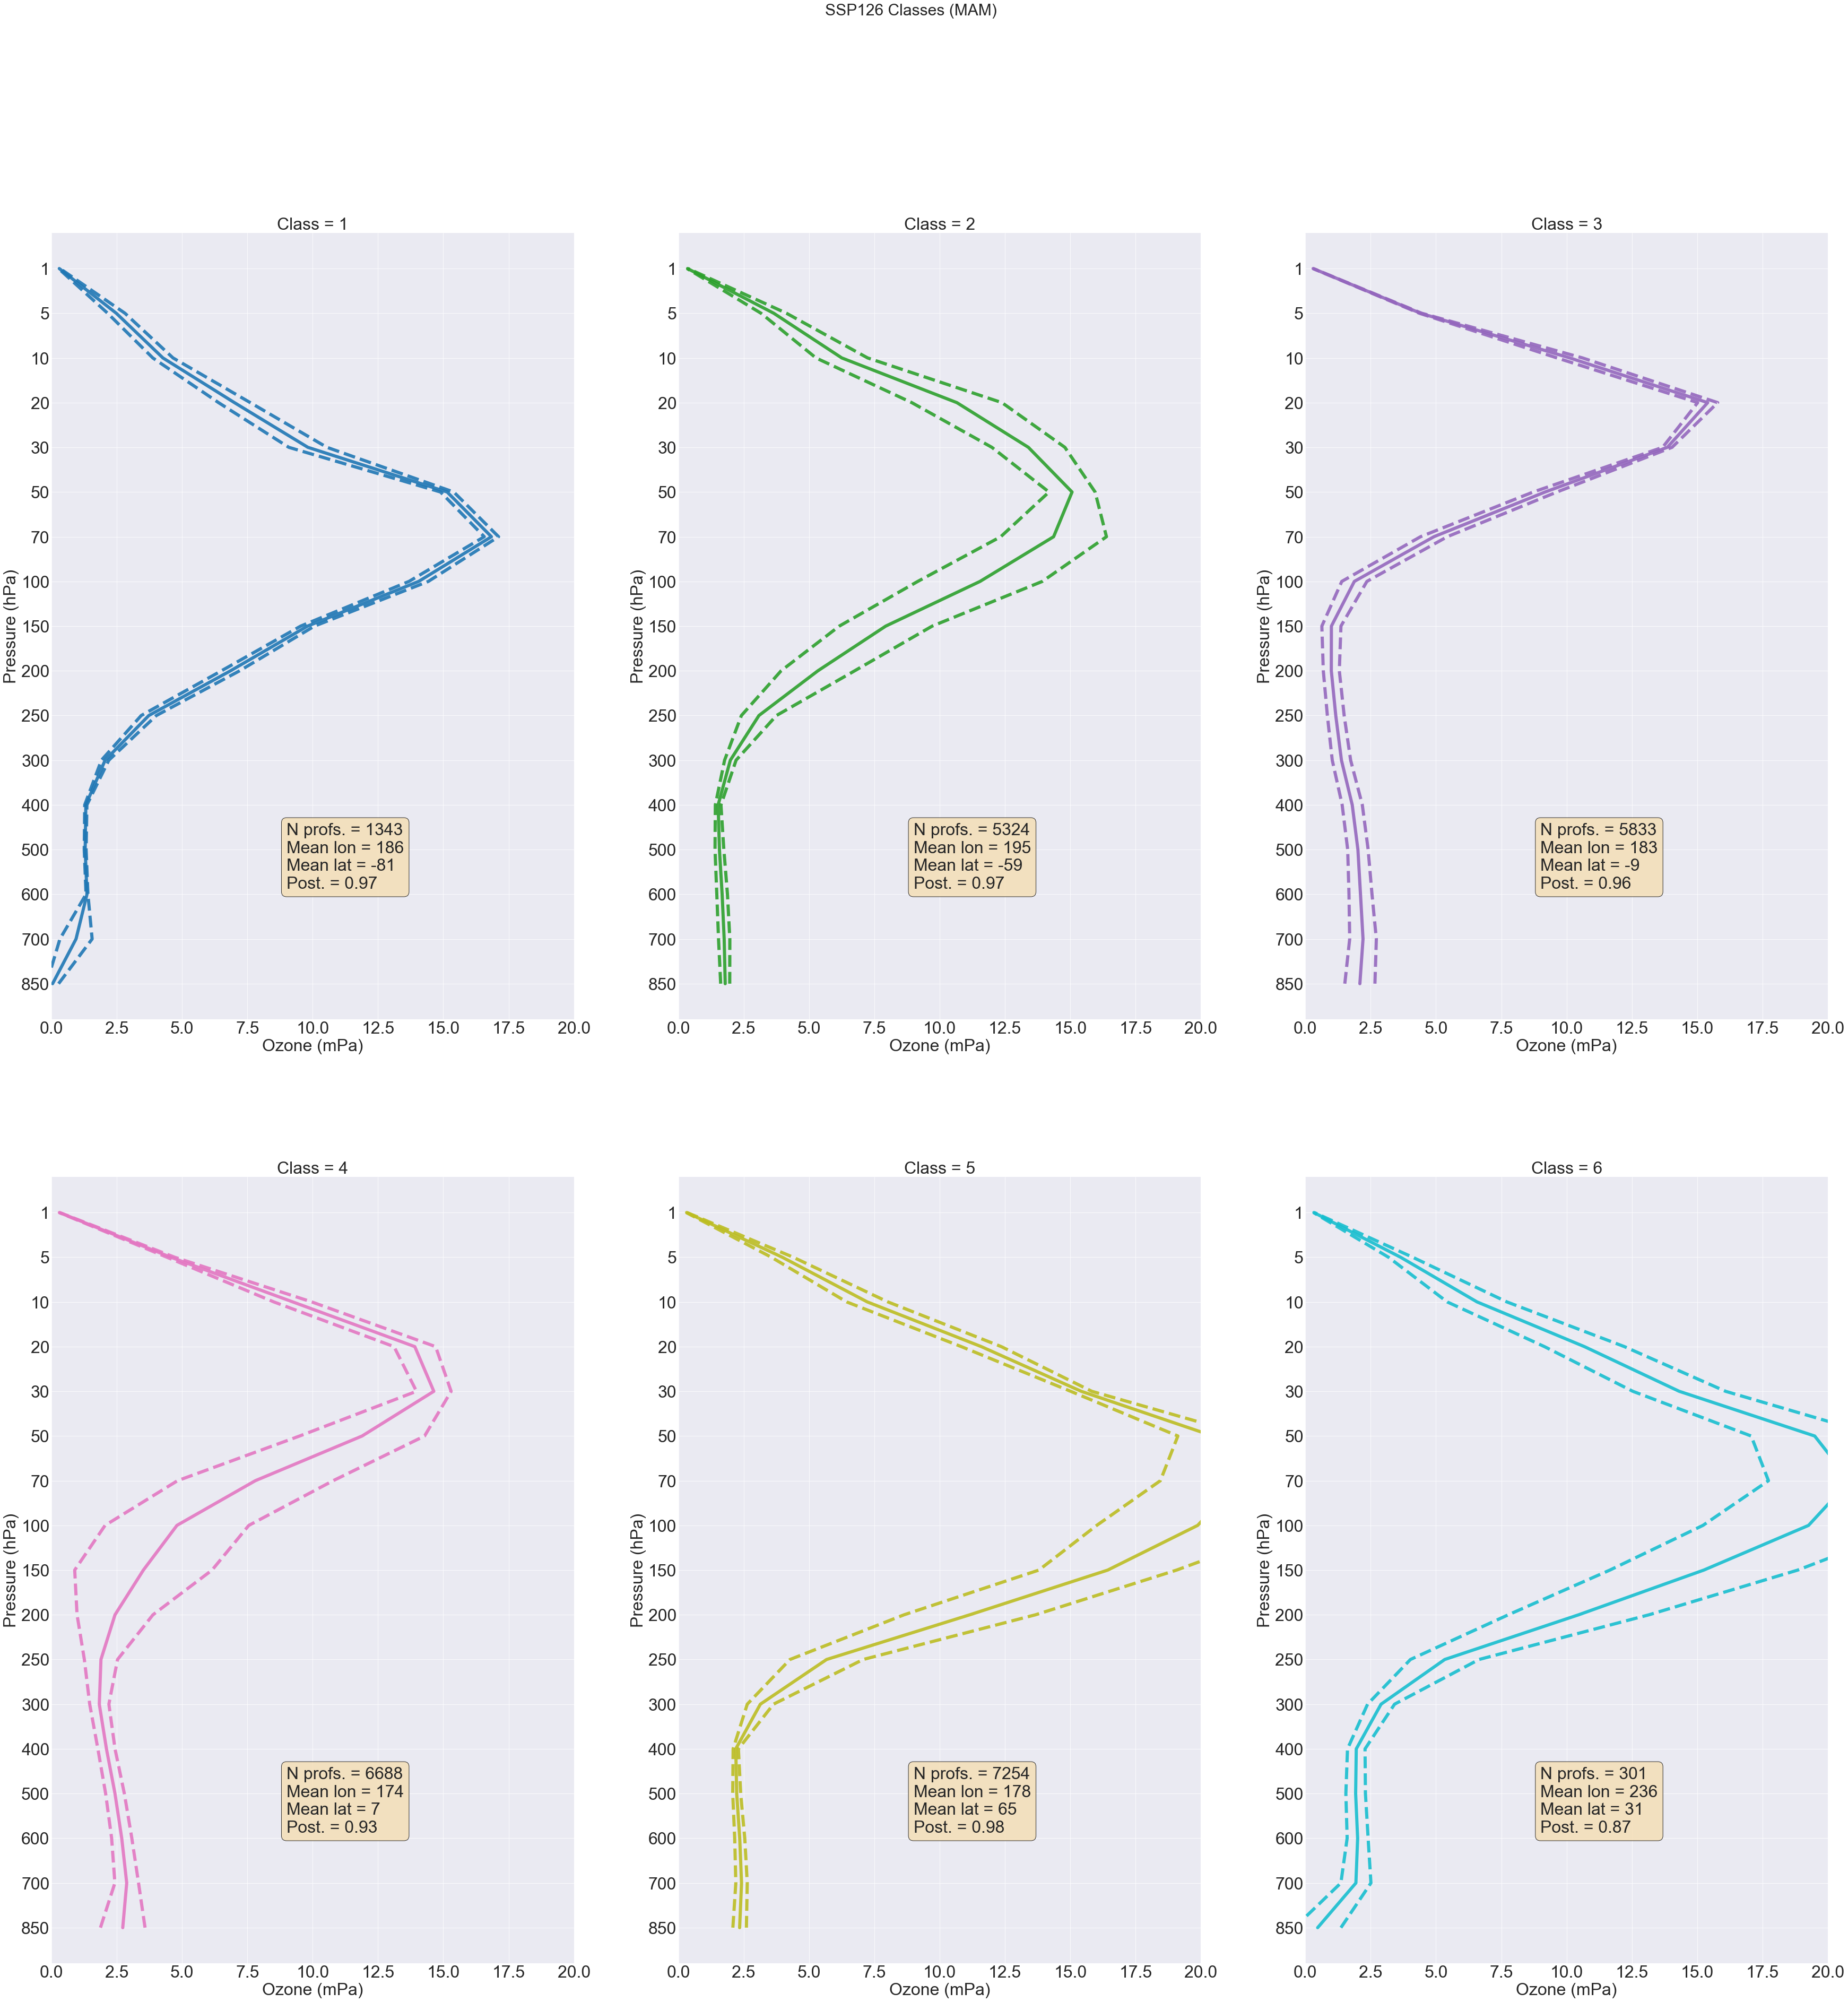 SSP126 Classes (MAM)
Class = 1
1
5
10
20
30
50
70
100
150
200
250
300
400
500
600
700
850
Pressure (hPa)
N profs. = 1343
Mean lon = 186
Mean lat = -81
Post. = 0.97
0.0 2.5 5.0 7.5 10.0 12.5 15.0 17.5 20.0
Ozone (mPa)
Class = 2
1
5
10
20
30
50
70
100
150
200
250
300
400
500
600
700
850
Pressure (hPa)
N profs. = 5324
Mean lon = 195
Mean lat = -59
Post. = 0.97
0.0 2.5 5.0 7.5 10.0 12.5 15.0 17.5 20.0
Ozone (mPa)
Class = 3
1
5
10
20
30
50
70
100
150
200
250
300
400
500
600
700
850
Pressure (hPa)
N profs. = 5833
Mean lon = 183
Mean lat = -9
Post. = 0.96
0.0 2.5 5.0 7.5 10.0 12.5 15.0 17.5 20.0
Ozone (mPa)
Class = 4
1
5
10
20
30
50
70
100
150
200
250
300
400
500
600
700
850
Pressure (hPa)
N profs. = 6688
Mean lon = 174
Mean lat = 7
Post. = 0.93
0.0 2.5 5.0 7.5 10.0 12.5 15.0 17.5 20.0
Ozone (mPa)
Class = 5
1
5
10
20
30
50
70
100
150
200
250
300
400
500
600
700
850
Pressure (hPa)
N profs. = 7254
Mean lon = 178
Mean lat = 65
Post. = 0.98
0.0 2.5 5.0 7.5 10.0 12.5 15.0 17.5 20.0
Ozone (mPa)
Class = 6
1
5
10
20
30
50
70
100
150
200
250
300
400
500
600
700
850
Pressure (hPa)
N profs. = 301
Mean lon = 236
Mean lat = 31
Post. = 0.87
0.0 2.5 5.0 7.5 10.0 12.5 15.0 17.5 20.0
Ozone (mPa)